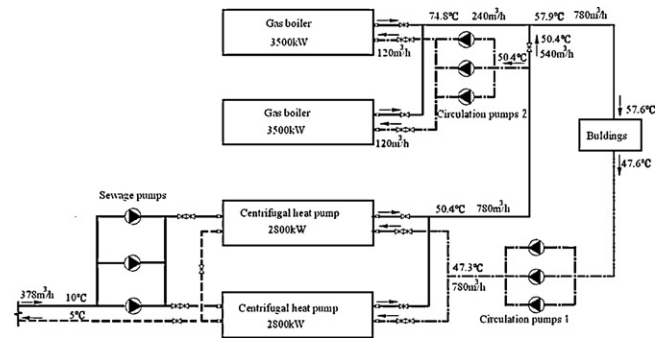 Gas boiler
3500kW
74.8℃ 240m³/h
57.9℃ 780m³/h
120m³/h
50.4℃
50.4℃
540m³/h
Gas boiler
3500kW
Circulation pumps 2
57.6℃
Buldings
120m³/h
47.6℃
Sewage pumps
Centrifugal heat pump
2800kW
50.4℃ 780m³/h
47.3℃
780m³/h
378m³/h
10℃
5℃
Centrifugal heat pump
2800kW
Circulation pumps 1